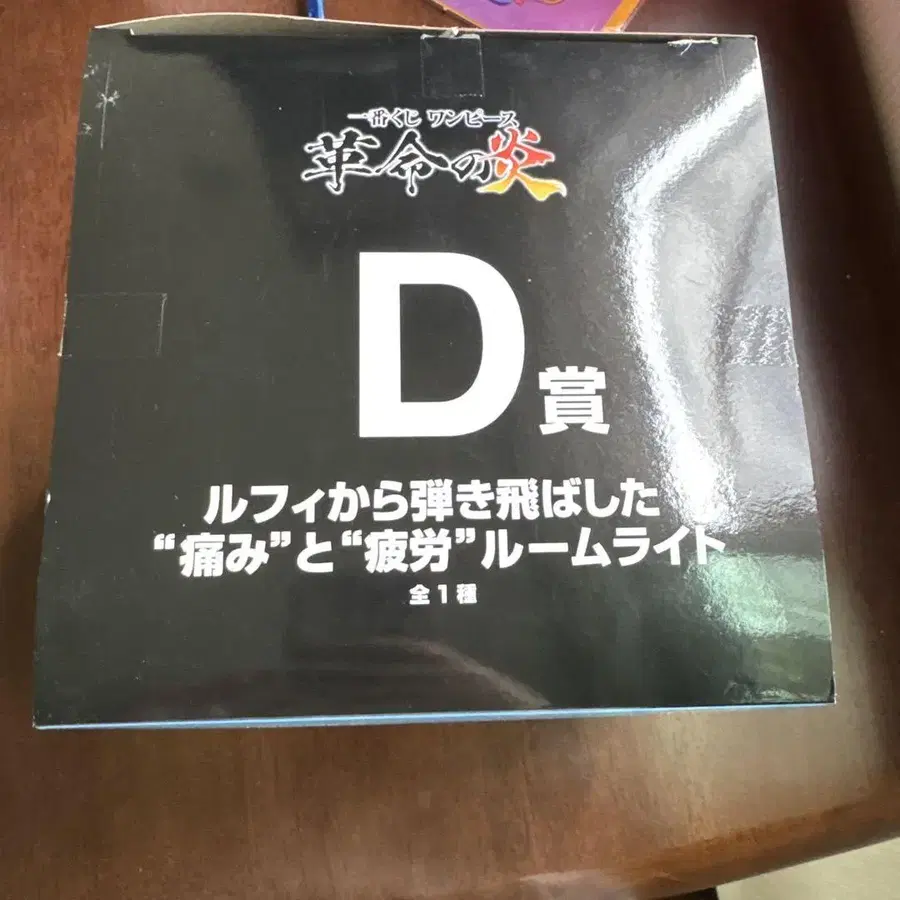 一番くじ ワンピース
革命の炎
D賞
ルフィから弾き飛ばした
“痛み”と“疲労”ルームライト
全1種